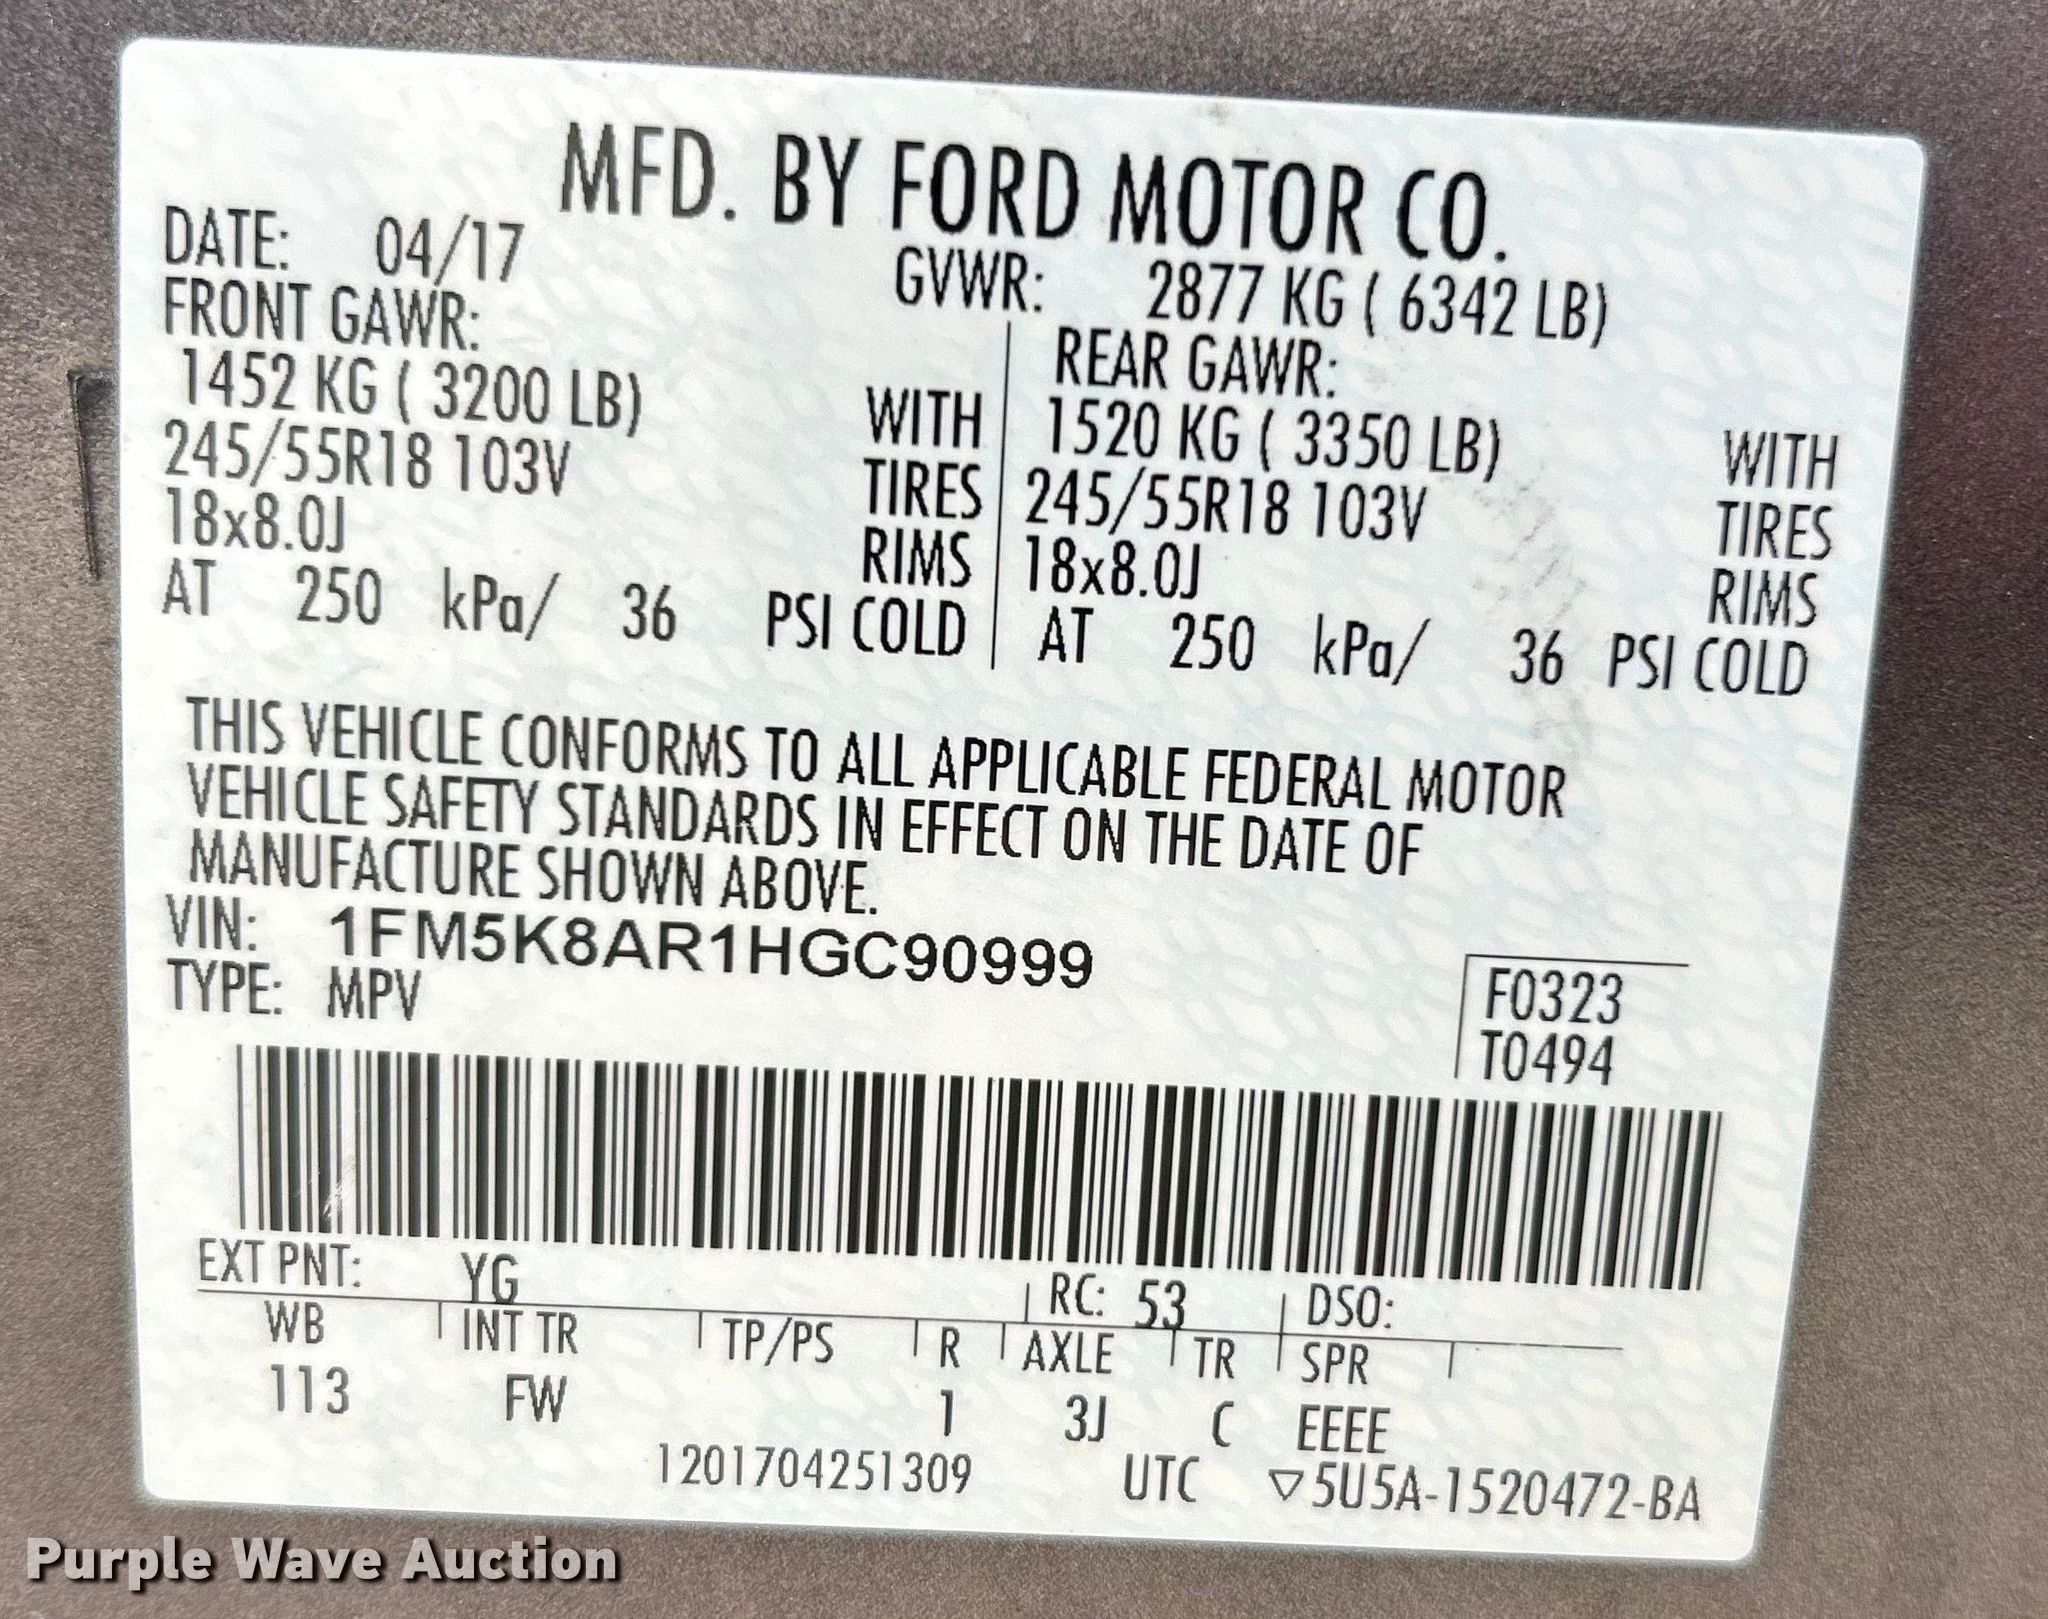 MFD. BY FORD MOTOR CO.
DATE: 04/17 GVWR: 2877 KG ( 6342 LB)
FRONT GAWR: REAR GAWR:
1452 KG ( 3200 LB) WITH 1520 KG ( 3350 LB) WITH
245/55R18 103V TIRES 245/55R18 103V TIRES
18x8.0J RIMS 18x8.0J RIMS
AT 250 kPa/ 36 PSI COLD AT 250 kPa/ 36 PSI COLD
THIS VEHICLE CONFORMS TO ALL APPLICABLE FEDERAL MOTOR
VEHICLE SAFETY STANDARDS IN EFFECT ON THE DATE OF
MANUFACTURE SHOWN ABOVE.
VIN: 1FM5K8AR1HGC90999
TYPE: MPV
F0323
T0494
EXT PNT: YG RC: 53 DSO:
WB INT TR TP/PS R AXLE TR SPR
113 FW 1 3J C EEEE
1201704251309 UTC ▽5U5A-1520472-BA
Purple Wave Auction